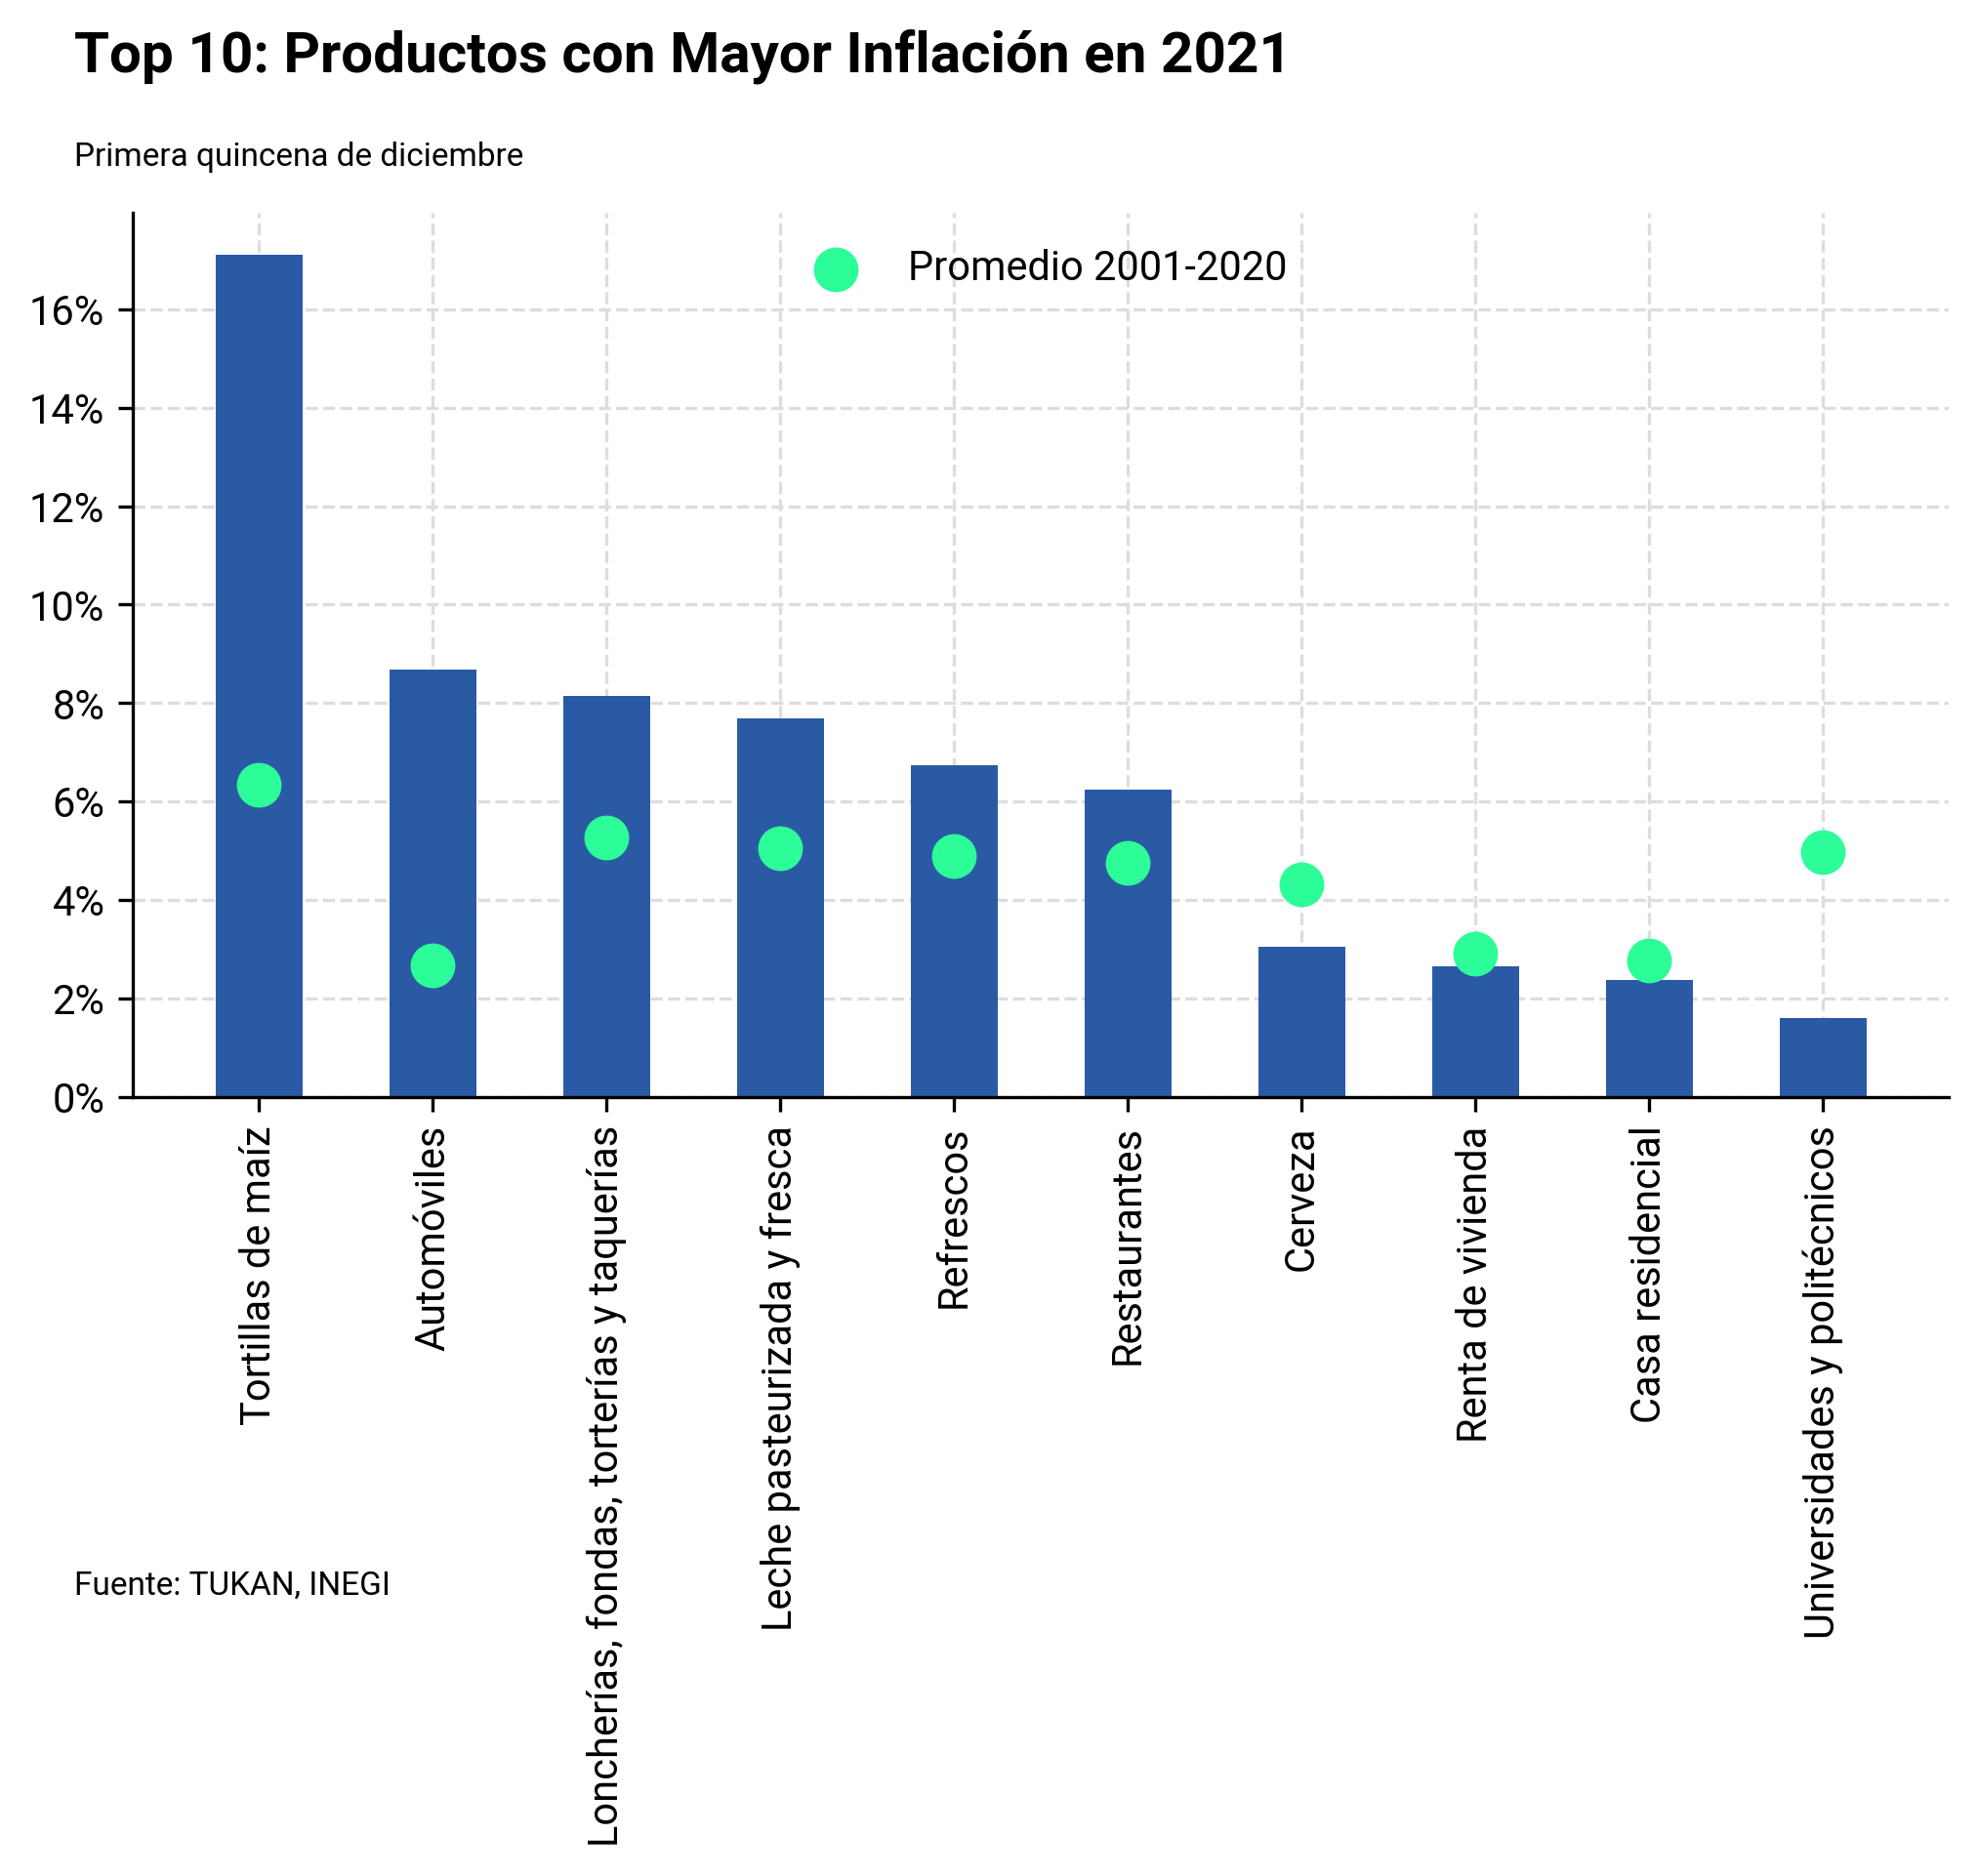 Top 10: Productos con Mayor Inflación en 2021
Primera quincena de diciembre
Promedio 2001-2020
16%
14%
12%
10%
8%
6%
4%
2%
0%
Tortillas de maíz
Automóviles
Loncherías, fondas, torterías y taquerías
Leche pasteurizada y fresca
Refrescos
Restaurantes
Cerveza
Renta de vivienda
Casa residencial
Universidades y politécnicos
Fuente: TUKAN, INEGI